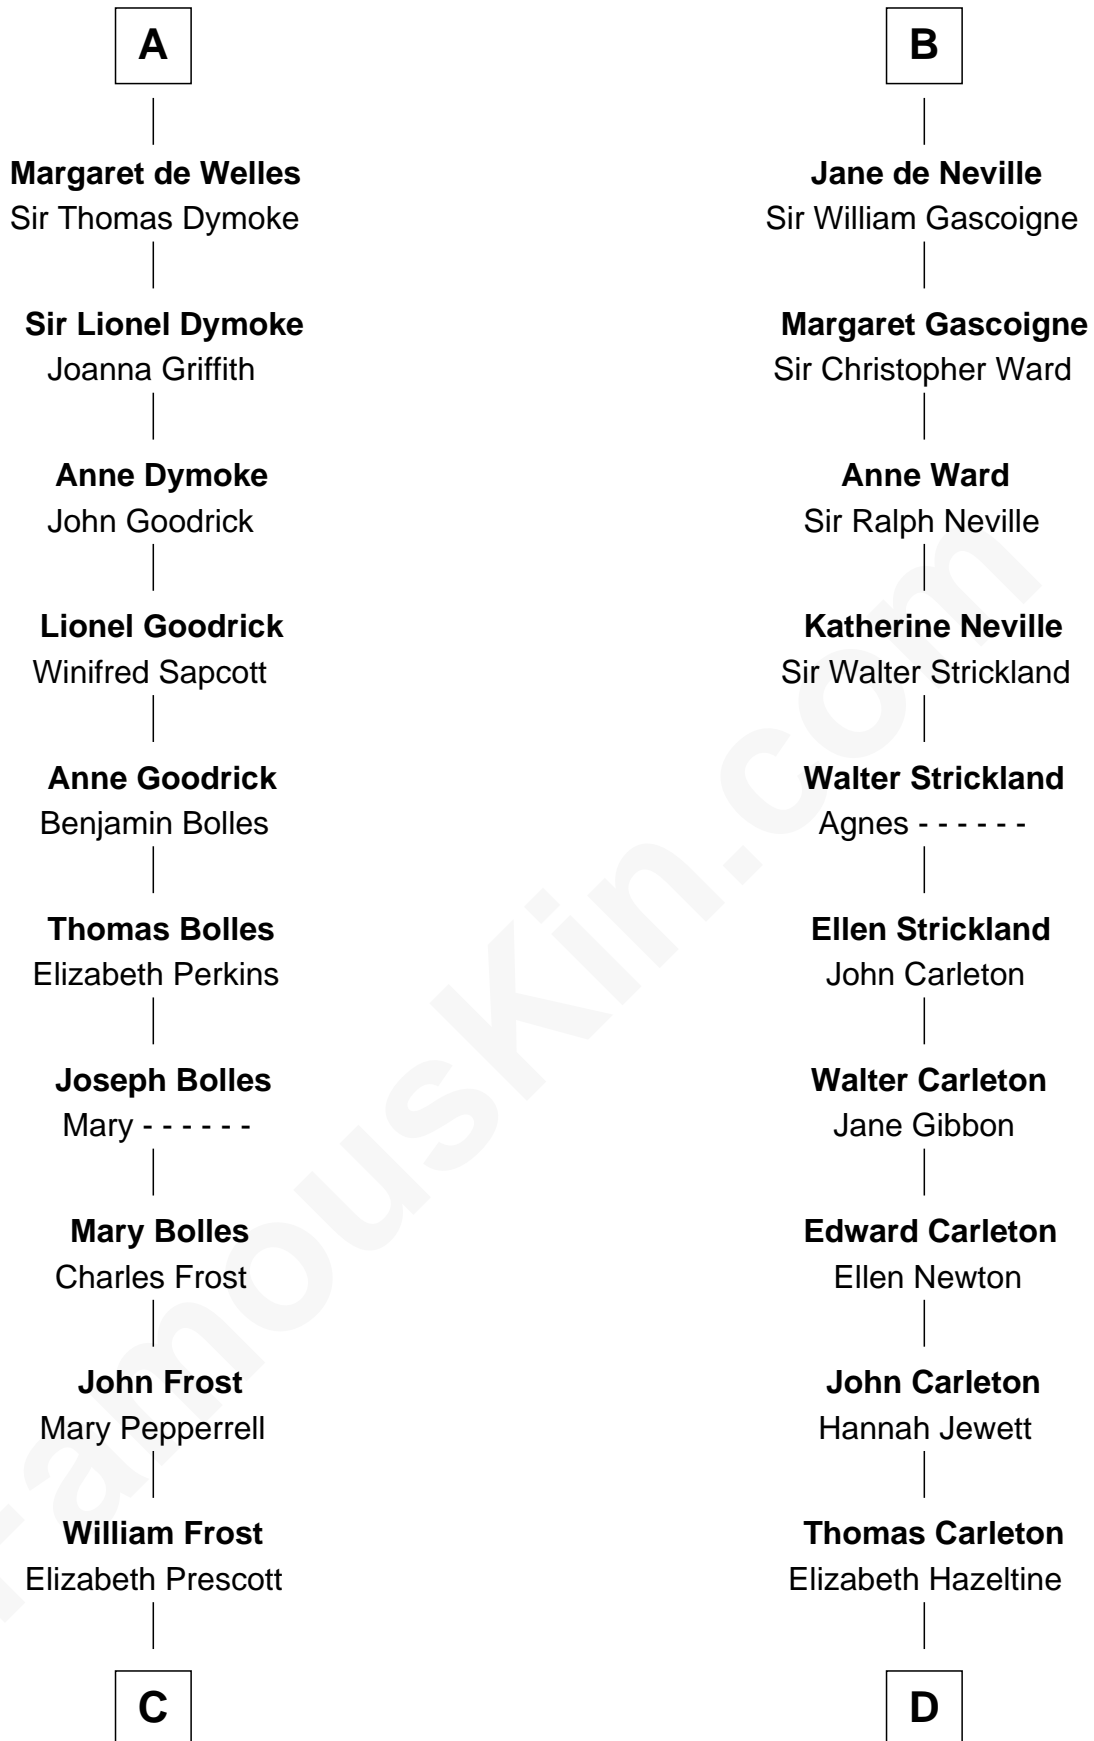 A
Margaret de Welles
Sir Thomas Dymoke
Sir Lionel Dymoke
Joanna Griffith
Anne Dymoke
John Goodrick
Lionel Goodrick
Winifred Sapcott
Anne Goodrick
Benjamin Bolles
Thomas Bolles
Elizabeth Perkins
Joseph Bolles
Mary - - - - - -
Mary Bolles
Charles Frost
John Frost
Mary Pepperrell
William Frost
Elizabeth Prescott
C
B
Jane de Neville
Sir William Gascoigne
Margaret Gascoigne
Sir Christopher Ward
Anne Ward
Sir Ralph Neville
Katherine Neville
Sir Walter Strickland
Walter Strickland
Agnes - - - - - -
Ellen Strickland
John Carleton
Walter Carleton
Jane Gibbon
Edward Carleton
Ellen Newton
John Carleton
Hannah Jewett
Thomas Carleton
Elizabeth Hazeltine
D
FamousKin.com